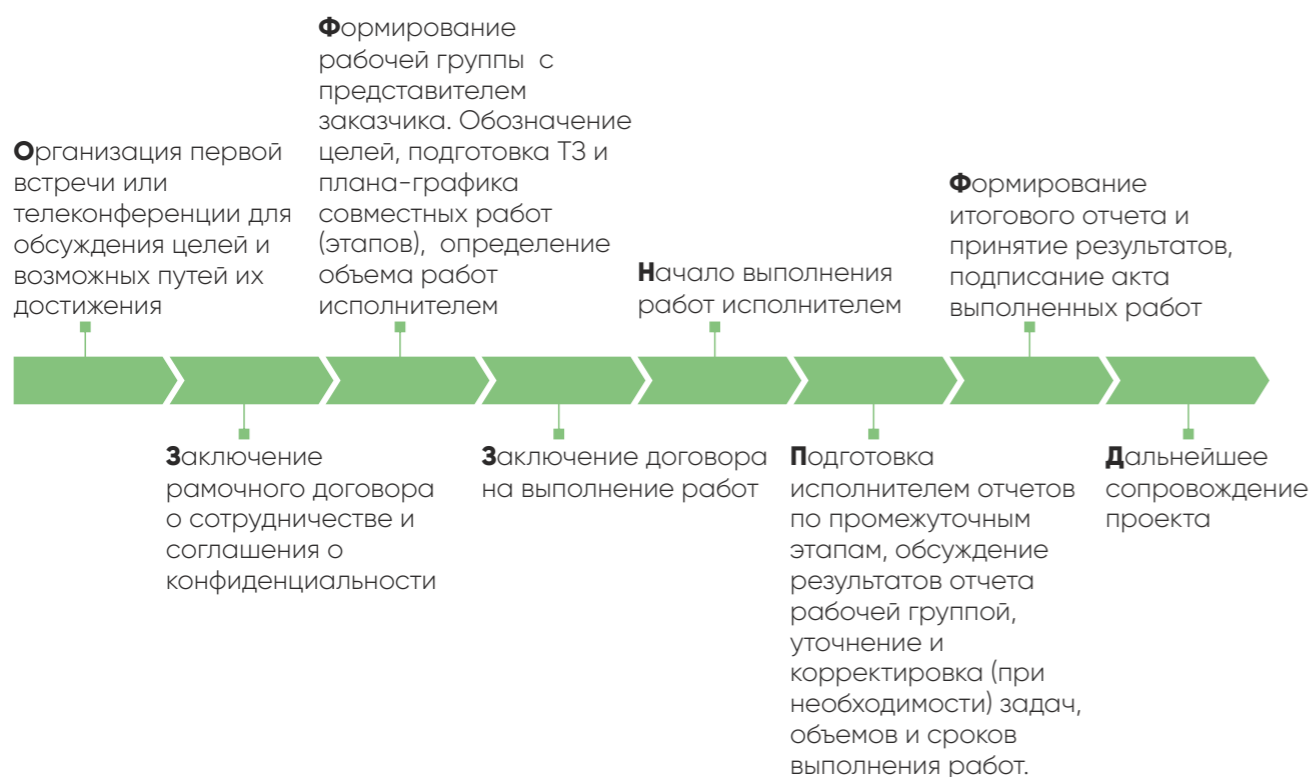 Организация первой
встречи или
телеконференции для
обсуждения целей и
возможных путей их
достижения
Заключение
рамочного договора
о сотрудничестве и
соглашения о
конфиденциальности
Формирование
рабочей группы с
представителем
заказчика. Обозначение
целей, подготовка ТЗ и
плана-графика
совместных работ
(этапов), определение
объема работ
исполнителем
Заключение договора
на выполнение работ
Начало выполнения
работ исполнителем
Подготовка
исполнителем отчетов
по промежуточным
этапам, обсуждение
результатов отчета
рабочей группой,
уточнение и
корректировка (при
необходимости) задач,
объемов и сроков
выполнения работ.
Формирование
итогового отчета и
принятие результатов,
подписание акта
выполненных работ
Дальнейшее
сопровождение
проекта